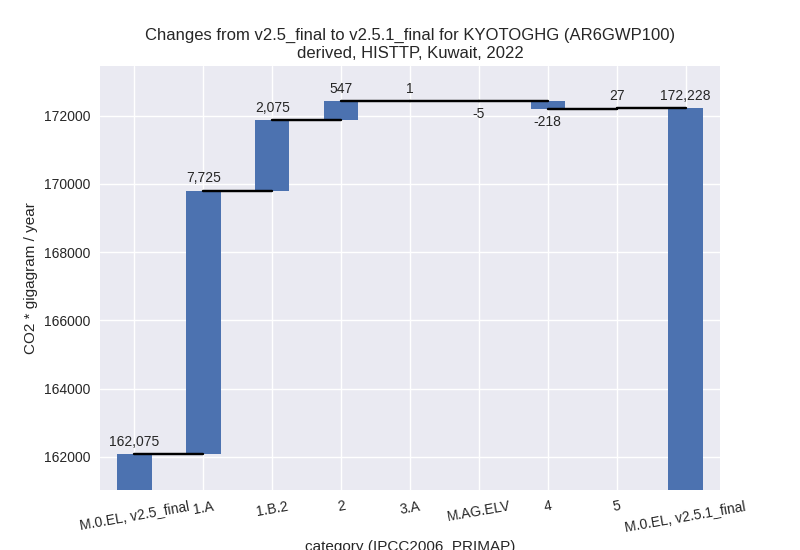 Changes from v2.5_final to v2.5.1_final for KYOTOGHG (AR6GWP100)
derived, HISTTP, Kuwait, 2022
547
1
27
172,228
2,075
172000
-5
-218
7,725
170000
168000
CO2 * gigagram / year
166000
164000
162,075
162000
M.0.EL, v2.5_final
1.A
1.B.2
2
3.A
M.AG.ELV
4
5
M.0.EL, v2.5.1_final
category (IPCC2006_PRIMAP)